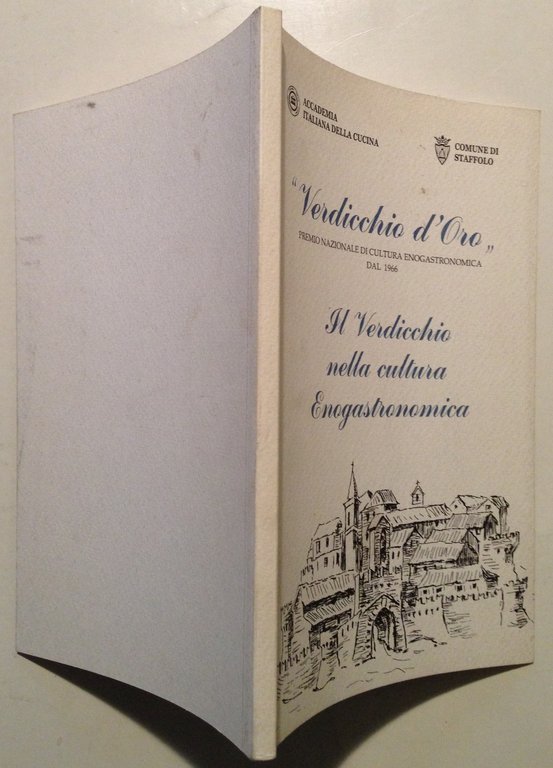 ACCADEMIA
ITALIANA DELLA CUCINA
COMUNE DI
STAFFOLO
"Verdicchio d'Oro"
PREMIO NAZIONALE DI CULTURA ENOGASTRONOMICA
DAL 1966
Il Verdicchio
nella cultura
Enogastronomica